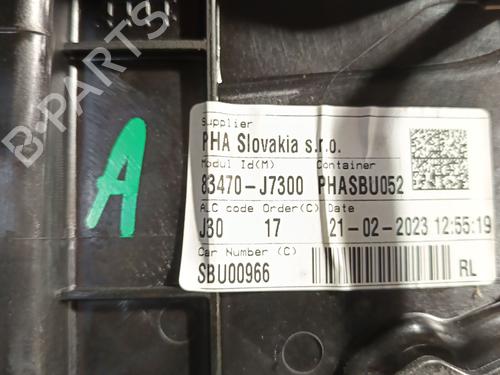 A
Supplier
PHA Slovakia s.r.o.
Modul Id(M) Container
83470-J7300 PHASBU052
ALC code Order(C) Date
J30 17 21-02-2023 12:55:19
Car Number (C)
SBU00966 RL
B-PARTS